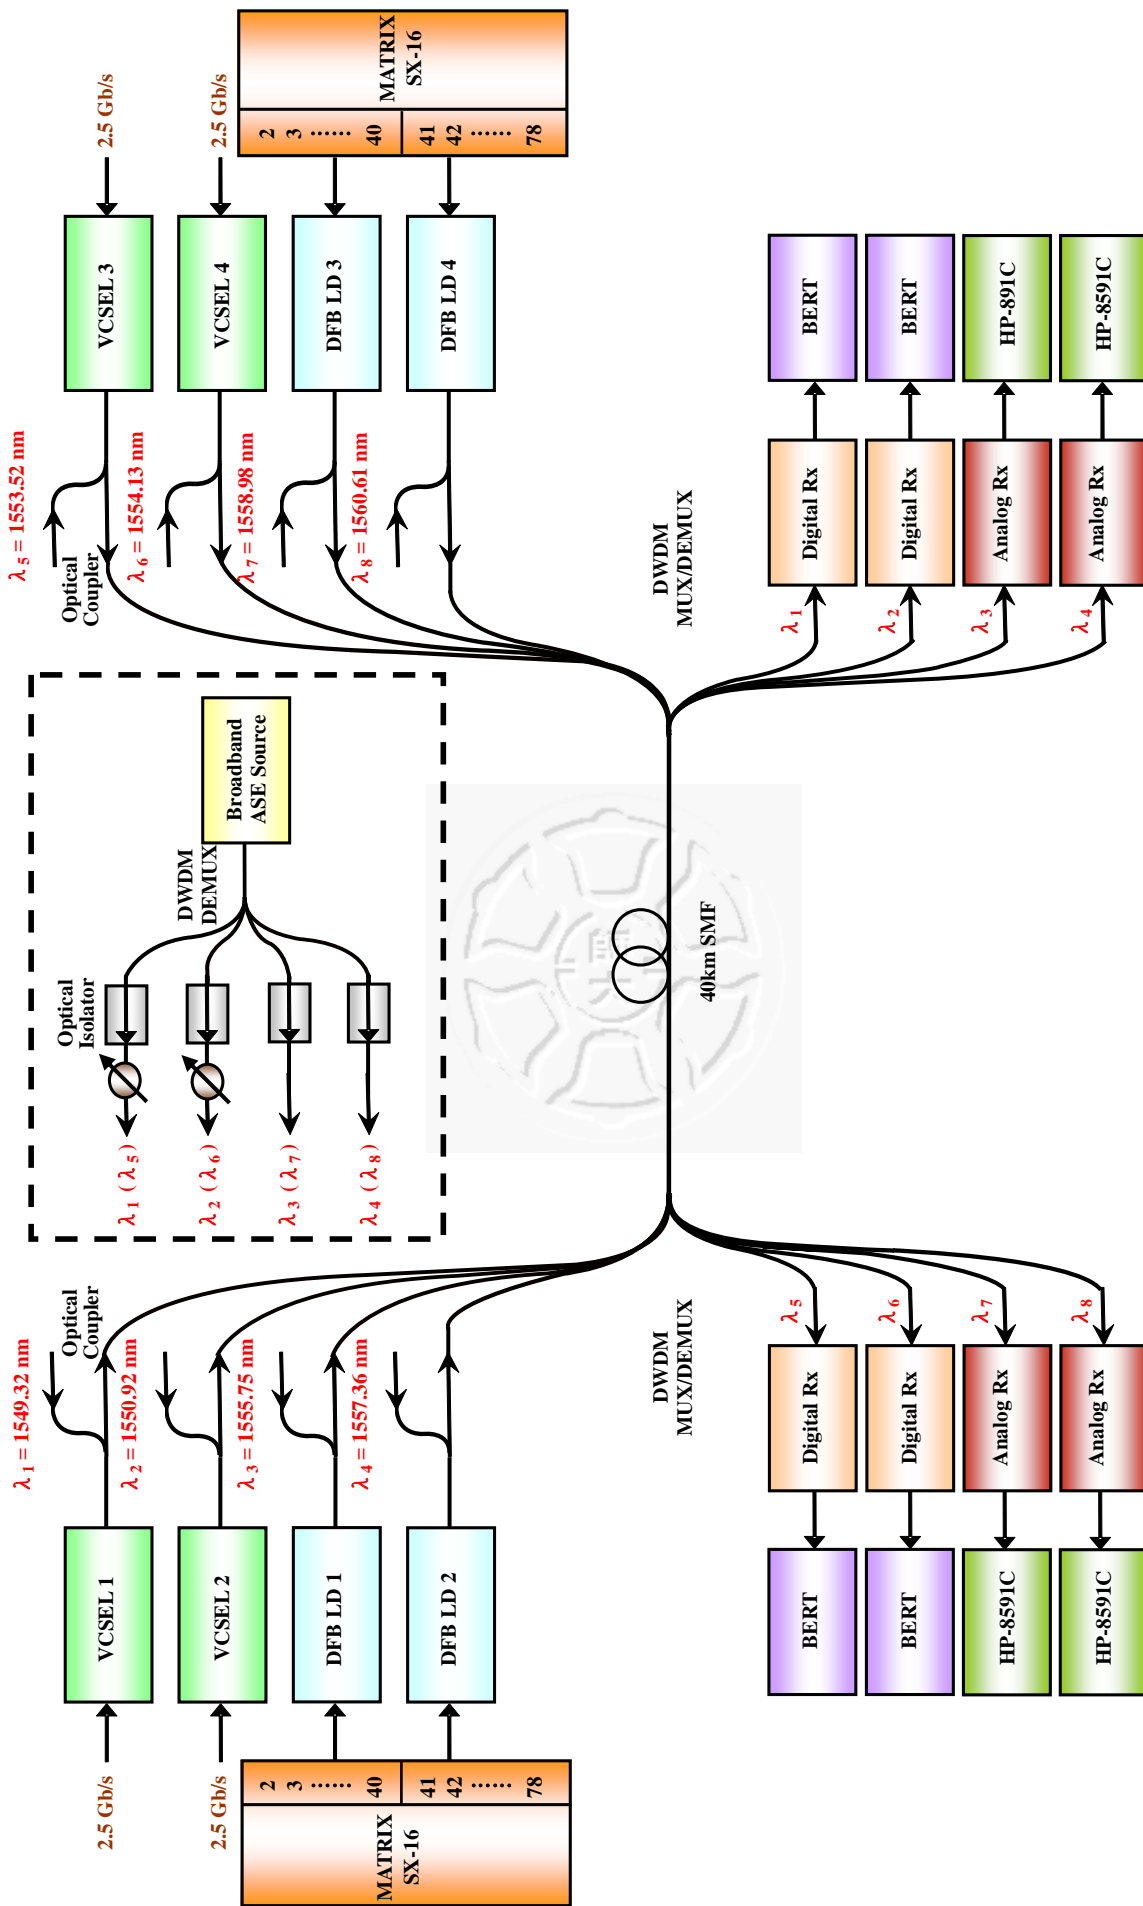 2.5 Gb/s
VCSEL 1
λ1 = 1549.32 nm
2.5 Gb/s
VCSEL 2
λ2 = 1550.92 nm
MATRIX
SX-16
2
3
......
40
41
42
......
78
DFB LD 1
λ3 = 1555.75 nm
DFB LD 2
λ4 = 1557.36 nm
Optical
Coupler
λ1 ( λ5 )
λ2 ( λ6 )
λ3 ( λ7 )
λ4 ( λ8 )
Optical
Isolator
DWDM
DEMUX
Broadband
ASE Source
Optical
Coupler
λ5 = 1553.52 nm
VCSEL 3
2.5 Gb/s
λ6 = 1554.13 nm
VCSEL 4
2.5 Gb/s
λ7 = 1558.98 nm
DFB LD 3
λ8 = 1560.61 nm
DFB LD 4
2
3
......
40
41
42
......
78
MATRIX
SX-16
40km SMF
DWDM
MUX/DEMUX
BERT
Digital Rx
λ5
BERT
Digital Rx
λ6
HP-8591C
Analog Rx
λ7
HP-8591C
Analog Rx
λ8
DWDM
MUX/DEMUX
λ1
Digital Rx
BERT
λ2
Digital Rx
BERT
λ3
Analog Rx
HP-891C
λ4
Analog Rx
HP-8591C